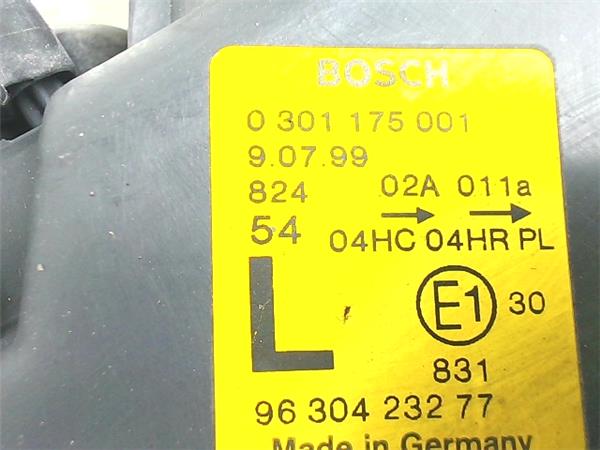 BOSCH
0 301 175 001
9.07.99
824 02A 011a
54 04HC 04HR PL
L E1 30
831
96 304 232 77
Made in Germany